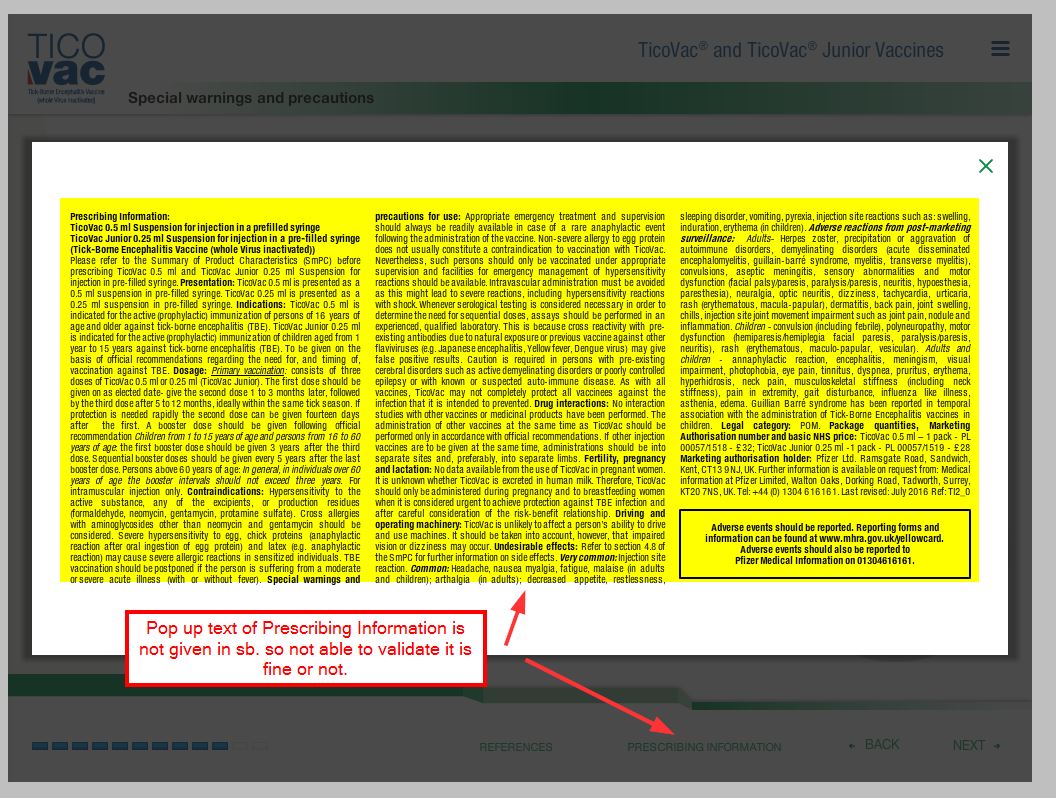 TICO
vac
Tick-Borne Encephalitis Vaccine
(whole Virus Inactivated)
TicoVac® and TicoVac® Junior Vaccines
Special warnings and precautions
Prescribing Information:
TicoVac 0.5 ml Suspension for injection in a prefilled syringe
TicoVac Junior 0.25 ml Suspension for injection in a pre-filled syringe
(Tick-Borne Encephalitis Vaccine (whole Virus inactivated))
Please refer to the Summary of Product Characteristics (SmPC) before
prescribing TicoVac 0.5 ml and TicoVac Junior 0.25 ml Suspension for
injection in pre-filled syringe. Presentation: TicoVac 0.5 ml is presented as a
0.5 ml suspension in pre-filled syringe. TicoVac 0.25 ml is presented as a
0.25 ml suspension in pre-filled syringe. Indications: TicoVac 0.5 ml is
indicated for the active (prophylactic) immunization of persons of 16 years of
age and older against tick-borne encephalitis (TBE). TicoVac Junior 0.25 ml
is indicated for the active (prophylactic) immunization of children aged from 1
year to 15 years against tick-borne encephalitis (TBE). To be given on the
basis of official recommendations regarding the need for, and timing of,
vaccination against TBE. Dosage: Primary vaccination: consists of three
doses of TicoVac 0.5 ml or 0.25 ml (TicoVac Junior). The first dose should be
given on as elected date- give the second dose 1 to 3 months later, followed
by the third dose after 5 to 12 months, ideally within the same tick season. If
protection is needed rapidly the second dose can be given fourteen days
after the first. A booster dose should be given following official
recommendation Children from 1 to 15 years of age and persons from 16 to 60
years of age: the first booster dose should be given 3 years after the third
dose. Sequential booster doses should be given every 5 years after the last
booster dose. Persons above 60 years of age: In general, in individuals over 60
years of age the booster intervals should not exceed three years. For
intramuscular injection only. Contraindications: Hypersensitivity to the
active substance, any of the excipients, or production residues
(formaldehyde, neomycin, gentamycin, protamine sulfate). Cross allergies
with aminoglycosides other than neomycin and gentamycin should be
considered. Severe hypersensitivity to egg, chick proteins (anaphylactic
reaction after oral ingestion of egg protein) and latex (e.g. anaphylactic
reaction) may cause severe allergic reactions in sensitized individuals. TBE
vaccination should be postponed if the person is suffering from a moderate
or severe acute illness (with or without fever). Special warnings and
precautions for use: Appropriate emergency treatment and supervision
should always be readily available in case of a rare anaphylactic event
following the administration of the vaccine. Non-severe allergy to egg protein
does not usually constitute a contraindication to vaccination with TicoVac.
Nevertheless, such persons should only be vaccinated under appropriate
supervision and facilities for emergency management of hypersensitivity
reactions should be available. Intravascular administration must be avoided
as this might lead to severe reactions, including hypersensitivity reactions
with shock. Whenever serological testing is considered necessary in order to
determine the need for sequential doses, assays should be performed in an
experienced, qualified laboratory. This is because cross reactivity with pre-
existing antibodies due to natural exposure or previous vaccination against other
flaviviruses (e.g. Japanese encephalitis, Yellow fever, Dengue virus) may give
false positive results. Caution is required in persons with pre-existing
cerebral disorders such as active demyelinating disorders or poorly controlled
epilepsy or with known or suspected auto-immune disease. As with all
vaccines, TicoVac may not completely protect all vaccinees against the
infection that it is intended to prevent. Drug interactions: No interaction
studies with other vaccines or medicinal products have been performed. The
administration of other vaccines at the same time as TicoVac should be
performed only in accordance with official recommendations. If other injection
vaccines are to be given at the same time, administrations should be into
separate sites and, preferably, into separate limbs. Fertility, pregnancy
and lactation: No data available from the use of TicoVac in pregnant women.
It is unknown whether TicoVac is excreted in human milk. Therefore, TicoVac
should only be administered during pregnancy and to breastfeeding women
when it is considered urgent to achieve protection against TBE infection and
after careful consideration of the risk-benefit relationship. Driving and
operating machinery: TicoVac is unlikely to affect a person's ability to drive
and use machines. It should be taken into account, however, that impaired
vision or dizziness may occur. Undesirable effects: Refer to section 4.8 of
the SmPC for further information on side effects. Very common: Injection site
reaction. Common: Headache, nausea myalgia, fatigue, malaise (in adults
and children); arthalgia (in adults); decreased appetite, restlessness,
sleeping disorder, vomiting, pyrexia, injection site reactions such as: swelling,
induration, erythema (in children). Adverse reactions from post-marketing
surveillance: Adults- Herpes zoster, precipitation or aggravation of
autoimmune disorders, demyelinating disorders (acute disseminated
encephalomyelitis, guillain-barré syndrome, myelitis, transverse myelitis),
convulsions, aseptic meningitis, sensory abnormalities and motor
dysfunction (facial palsy/paresis, paralysis/paresis, neuritis, hypoesthesia,
paresthesia), neuralgia, optic neuritis, dizziness, tachycardia, urticaria,
rash (erythematous, macula-papular, vesicular), pruritus, dermatitis, back pain, joint swelling,
chills, injection site joint movement impairment such as joint pain, nodule and
inflammation. Children - convulsion (including febrile), polyneuropathy, motor
dysfunction (hemiparesis/hemiplegia facial paresis, paralysis/paresis,
neuritis), rash (erythematous, maculo-papular, vesicular). Adults and
children - annaphylactic reaction, encephalitis, meningism, visual
impairment, photophobia, eye pain, tinnitus, dyspnea, pruritus, erythema,
hyperhidrosis, neck pain, musculoskeletal stiffness (including neck
stiffness), pain in extremity, gait disturbance, influenza like illness,
asthenia, edema. Guillian Barré syndrome has been reported in temporal
association with the administration of Tick-Borne Encephalitis vaccines in
children. Legal category: POM. Package quantities, Marketing
Authorisation number and basic NHS price: TicoVac 0.5 ml – 1 pack - PL
00057/1518 - £32; TicoVac Junior 0.25 ml -1 pack - PL 00057/1519 - £28
Marketing authorisation holder: Pfizer Ltd. Ramsgate Road, Sandwich,
Kent, CT13 9NJ, UK. Further information is available on request from: Medical
information at Pfizer Limited, Walton Oaks, Dorking Road, Tadworth, Surrey,
KT20 7NS, UK. Tel: +44 (0) 1304 616161. Last revised: July 2016 Ref: TI2_0
Adverse events should be reported. Reporting forms and
information can be found at www.mhra.gov.uk/yellowcard.
Adverse events should also be reported to
Pfizer Medical Information on 01304616161.
Pop up text of Prescribing Information is
not given in sb. so not able to validate it is
fine or not.
REFERENCES
PRESCRIBING INFORMATION
BACK
NEXT